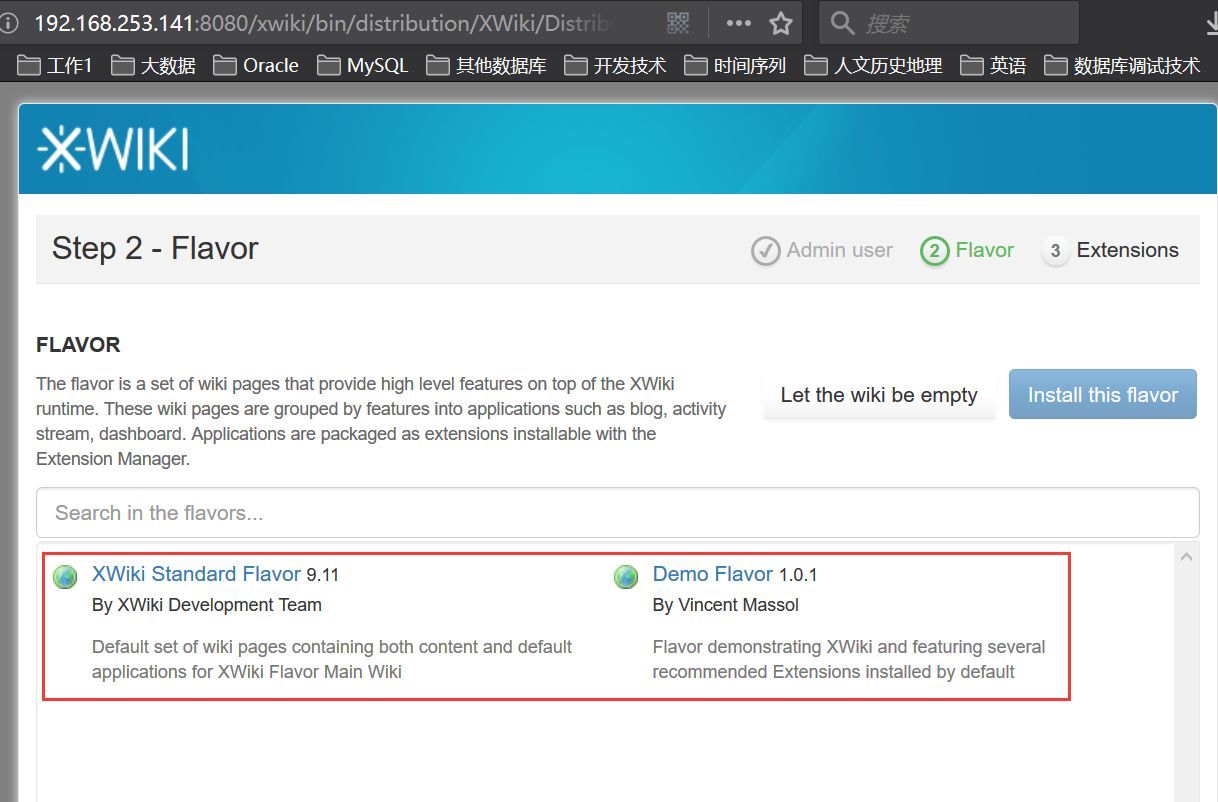 192.168.253.141:8080/xwiki/bin/distribution/XWiki/Distrib
搜索
工作1 大数据 Oracle MySQL 其他数据库 开发技术 时间序列 人文历史地理 英语 数据库调试技术
XWIKI
Step 2 - Flavor
Admin user 2 Flavor 3 Extensions
FLAVOR
The flavor is a set of wiki pages that provide high level features on top of the XWiki
runtime. These wiki pages are grouped by features into applications such as blog, activity
stream, dashboard. Applications are packaged as extensions installable with the
Extension Manager.
Let the wiki be empty
Install this flavor
Search in the flavors...
XWiki Standard Flavor 9.11
By XWiki Development Team
Default set of wiki pages containing both content and default
applications for XWiki Flavor Main Wiki
Demo Flavor 1.0.1
By Vincent Massol
Flavor demonstrating XWiki and featuring several
recommended Extensions installed by default